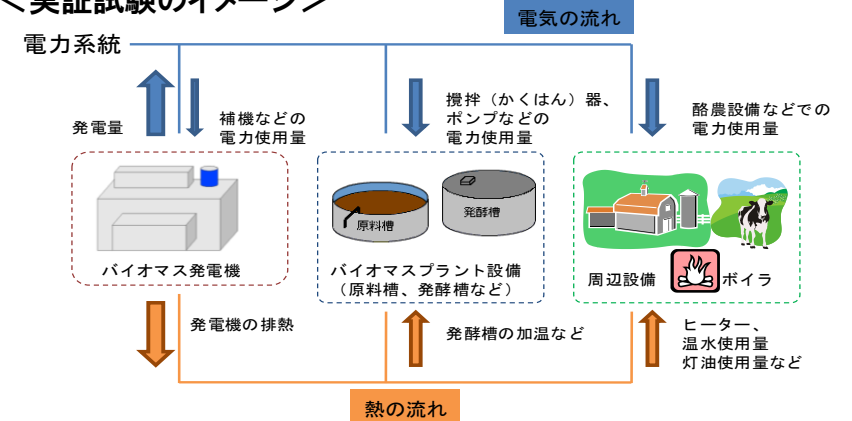 ＜実証試験のイメージ＞
電気の流れ
電力系統
発電量
補機などの
電力使用量
攪拌（かくはん）器、
ポンプなどの
電力使用量
酪農設備などでの
電力使用量
原料槽
発酵槽
バイオマス発電機
バイオマスプラント設備
（原料槽、発酵槽など）
周辺設備
ボイラ
発電機の排熱
発酵槽の加温など
ヒーター、
温水使用量
灯油使用量など
熱の流れ